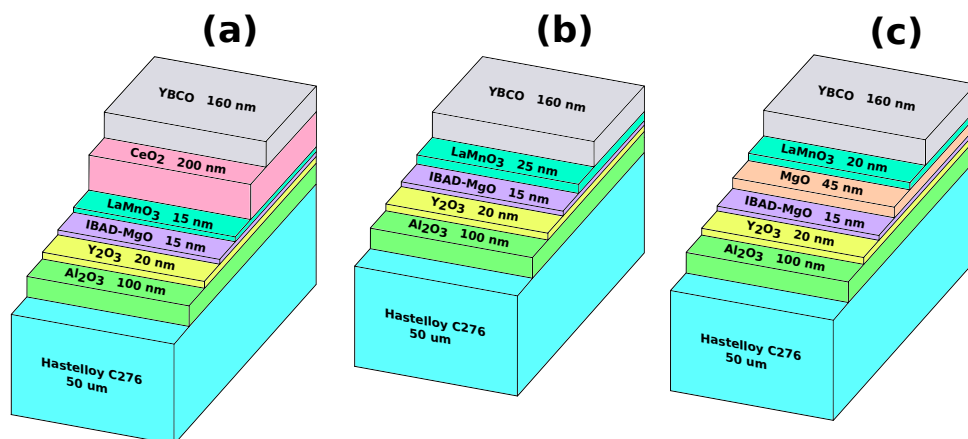 (a)
YBCO 160 nm
CeO2 200 nm
LaMnO3 15 nm
IBAD-MgO 15 nm
Y2O3 20 nm
Al2O3 100 nm
Hastelloy C276
50 um
(b)
YBCO 160 nm
LaMnO3 25 nm
IBAD-MgO 15 nm
Y2O3 20 nm
Al2O3 100 nm
Hastelloy C276
50 um
(c)
YBCO 160 nm
LaMnO3 20 nm
MgO 45 nm
IBAD-MgO 15 nm
Y2O3 20 nm
Al2O3 100 nm
Hastelloy C276
50 um